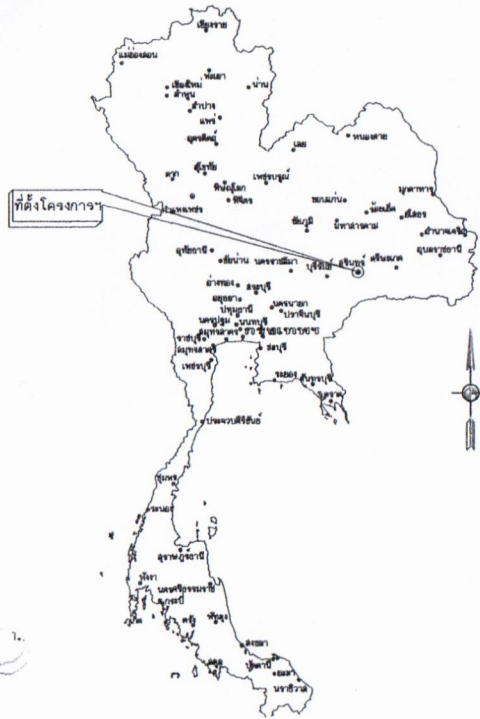 เชียงราย
แม่ฮ่องสอน
พะเยา
เชียงใหม่
น่าน
ลำพูน
ลำปาง
แพร่
อุตรดิตถ์
เลย
หนองคาย
สุโขทัย
ตาก
พิษณุโลก
เพชรบูรณ์
พิจิตร
ขอนแก่น
มุกดาหาร
ร้อยเอ็ด
ยโสธร
ที่ตั้งโครงการฯ
กำแพงเพชร
ชัยภูมิ
มหาสารคาม
อำนาจเจริญ
อุบลราชธานี
อุทัยธานี
ชัยนาท
นครราชสีมา
บุรีรัมย์
สุรินทร์
ศรีสะเกษ
อ่างทอง
สระบุรี
อยุธยา
นครนายก
ปทุมธานี
ปราจีนบุรี
นครปฐม
นนทบุรี
ราชบุรี
สมุทรสาคร
ชลบุรี
เพชรบุรี
ระยอง
จันทบุรี
ตราด
ประจวบคีรีขันธ์
ชุมพร
ระนอง
สุราษฎร์ธานี
พังงา
นครศรีธรรมราช
กระบี่
ภูเก็ต
ตรัง
พัทลุง
สงขลา
สตูล
ปัตตานี
ยะลา
นราธิวาส